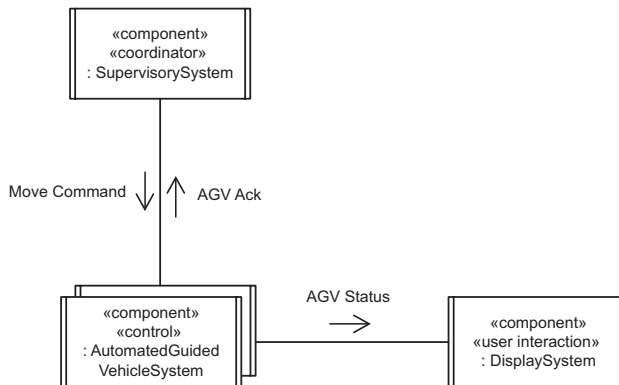 «component»
«coordinator»
: SupervisorySystem
Move Command
AGV Ack
«component»
«control»
: AutomatedGuided
VehicleSystem
AGV Status
«component»
«user interaction»
: DisplaySystem